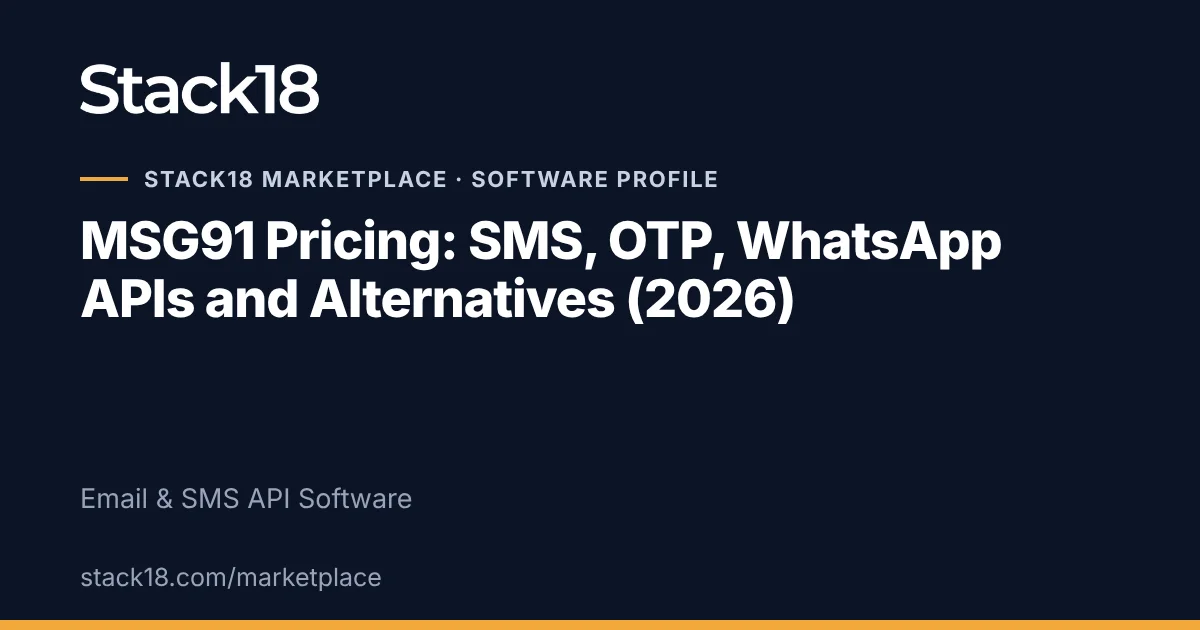 Stack18
STACK18 MARKETPLACE · SOFTWARE PROFILE
MSG91 Pricing: SMS, OTP, WhatsApp
APIs and Alternatives (2026)
Email & SMS API Software
stack18.com/marketplace